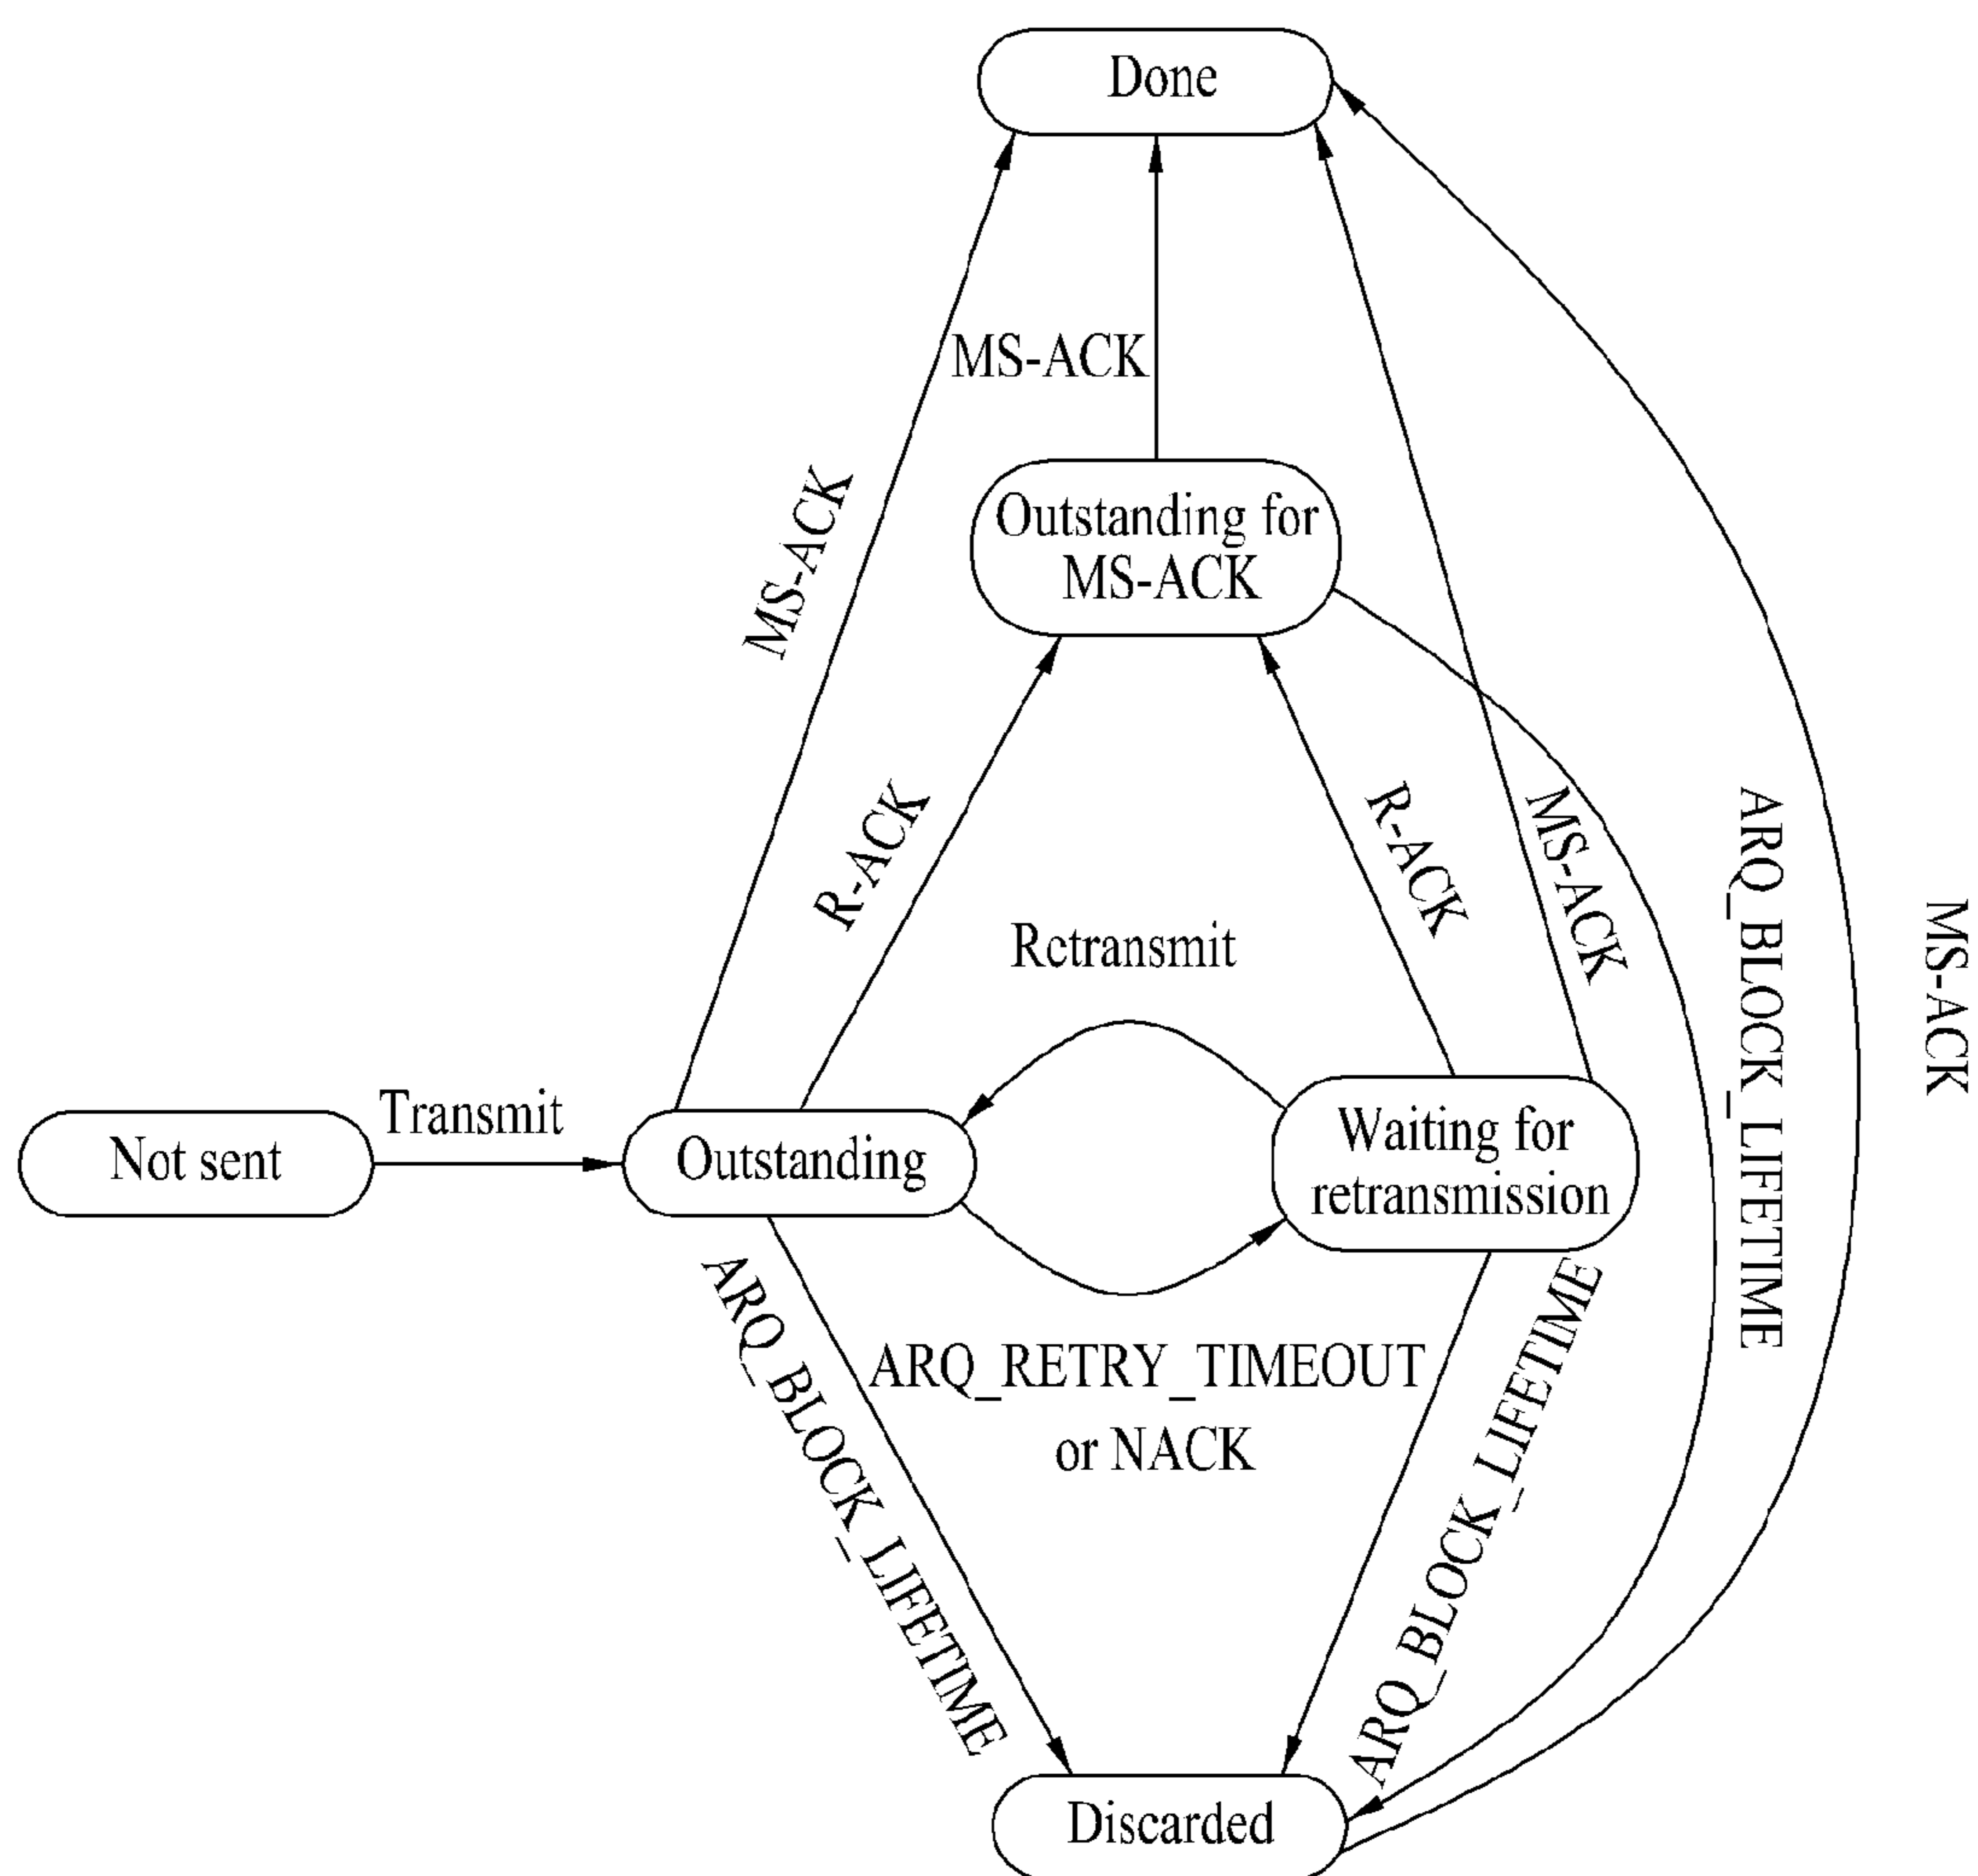 Done
MS-ACK
Outstanding for
MS-ACK
MS-ACK
R-ACK
R-ACK
MS-ACK
ARQ_BLOCK_LIFETIME
MS-ACK
Retransmit
Transmit
Not sent
Outstanding
Waiting for
retransmission
ARQ_BLOCK_LIFETIME
ARQ_RETRY_TIMEOUT
or NACK
ARQ_BLOCK_LIFETIME
Discarded